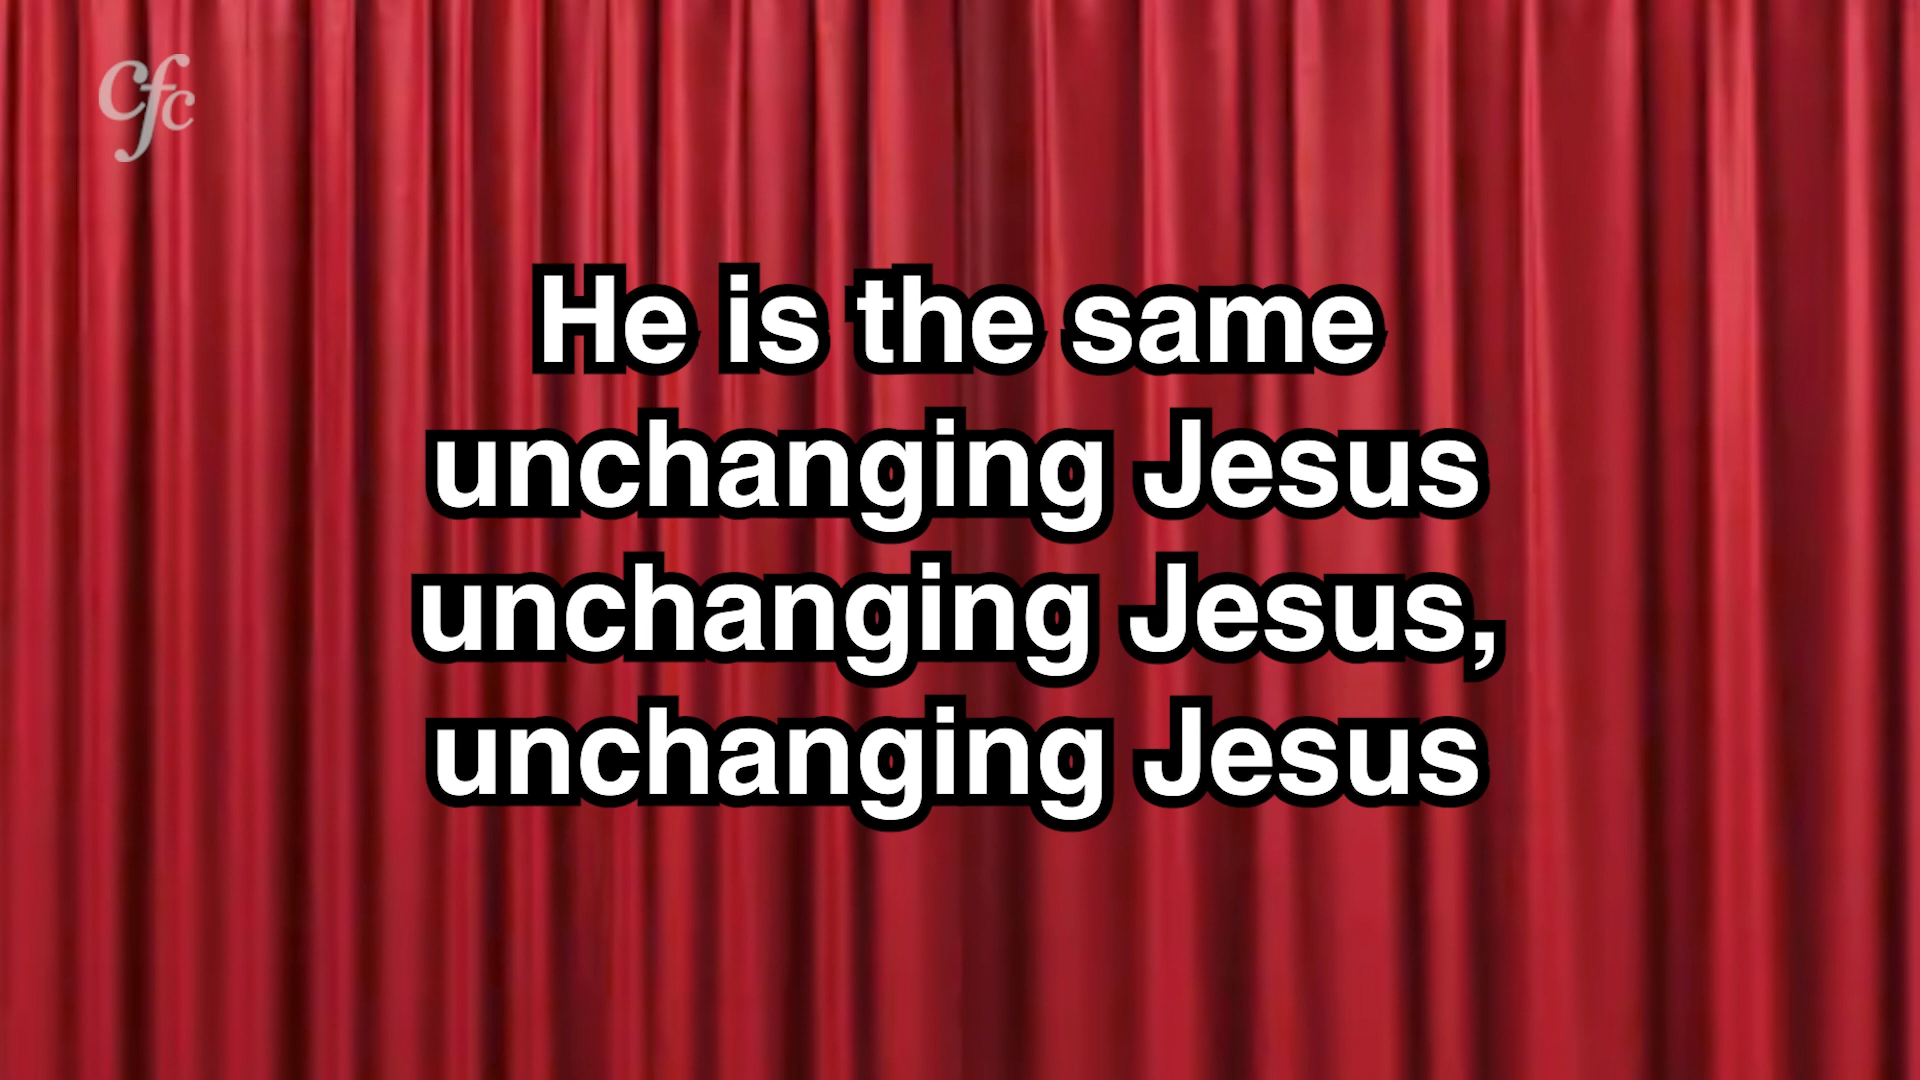 cfc
He is the same
unchanging Jesus
unchanging Jesus,
unchanging Jesus